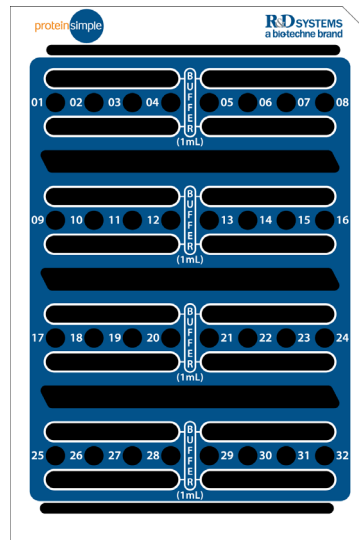 proteinsimple
R&D SYSTEMS
a biotechne brand
BUFFER
01 02 03 04 05 06 07 08
(1mL)
BUFFER
09 10 11 12 13 14 15 16
(1mL)
BUFFER
17 18 19 20 21 22 23 24
(1mL)
BUFFER
25 26 27 28 29 30 31 32
(1mL)